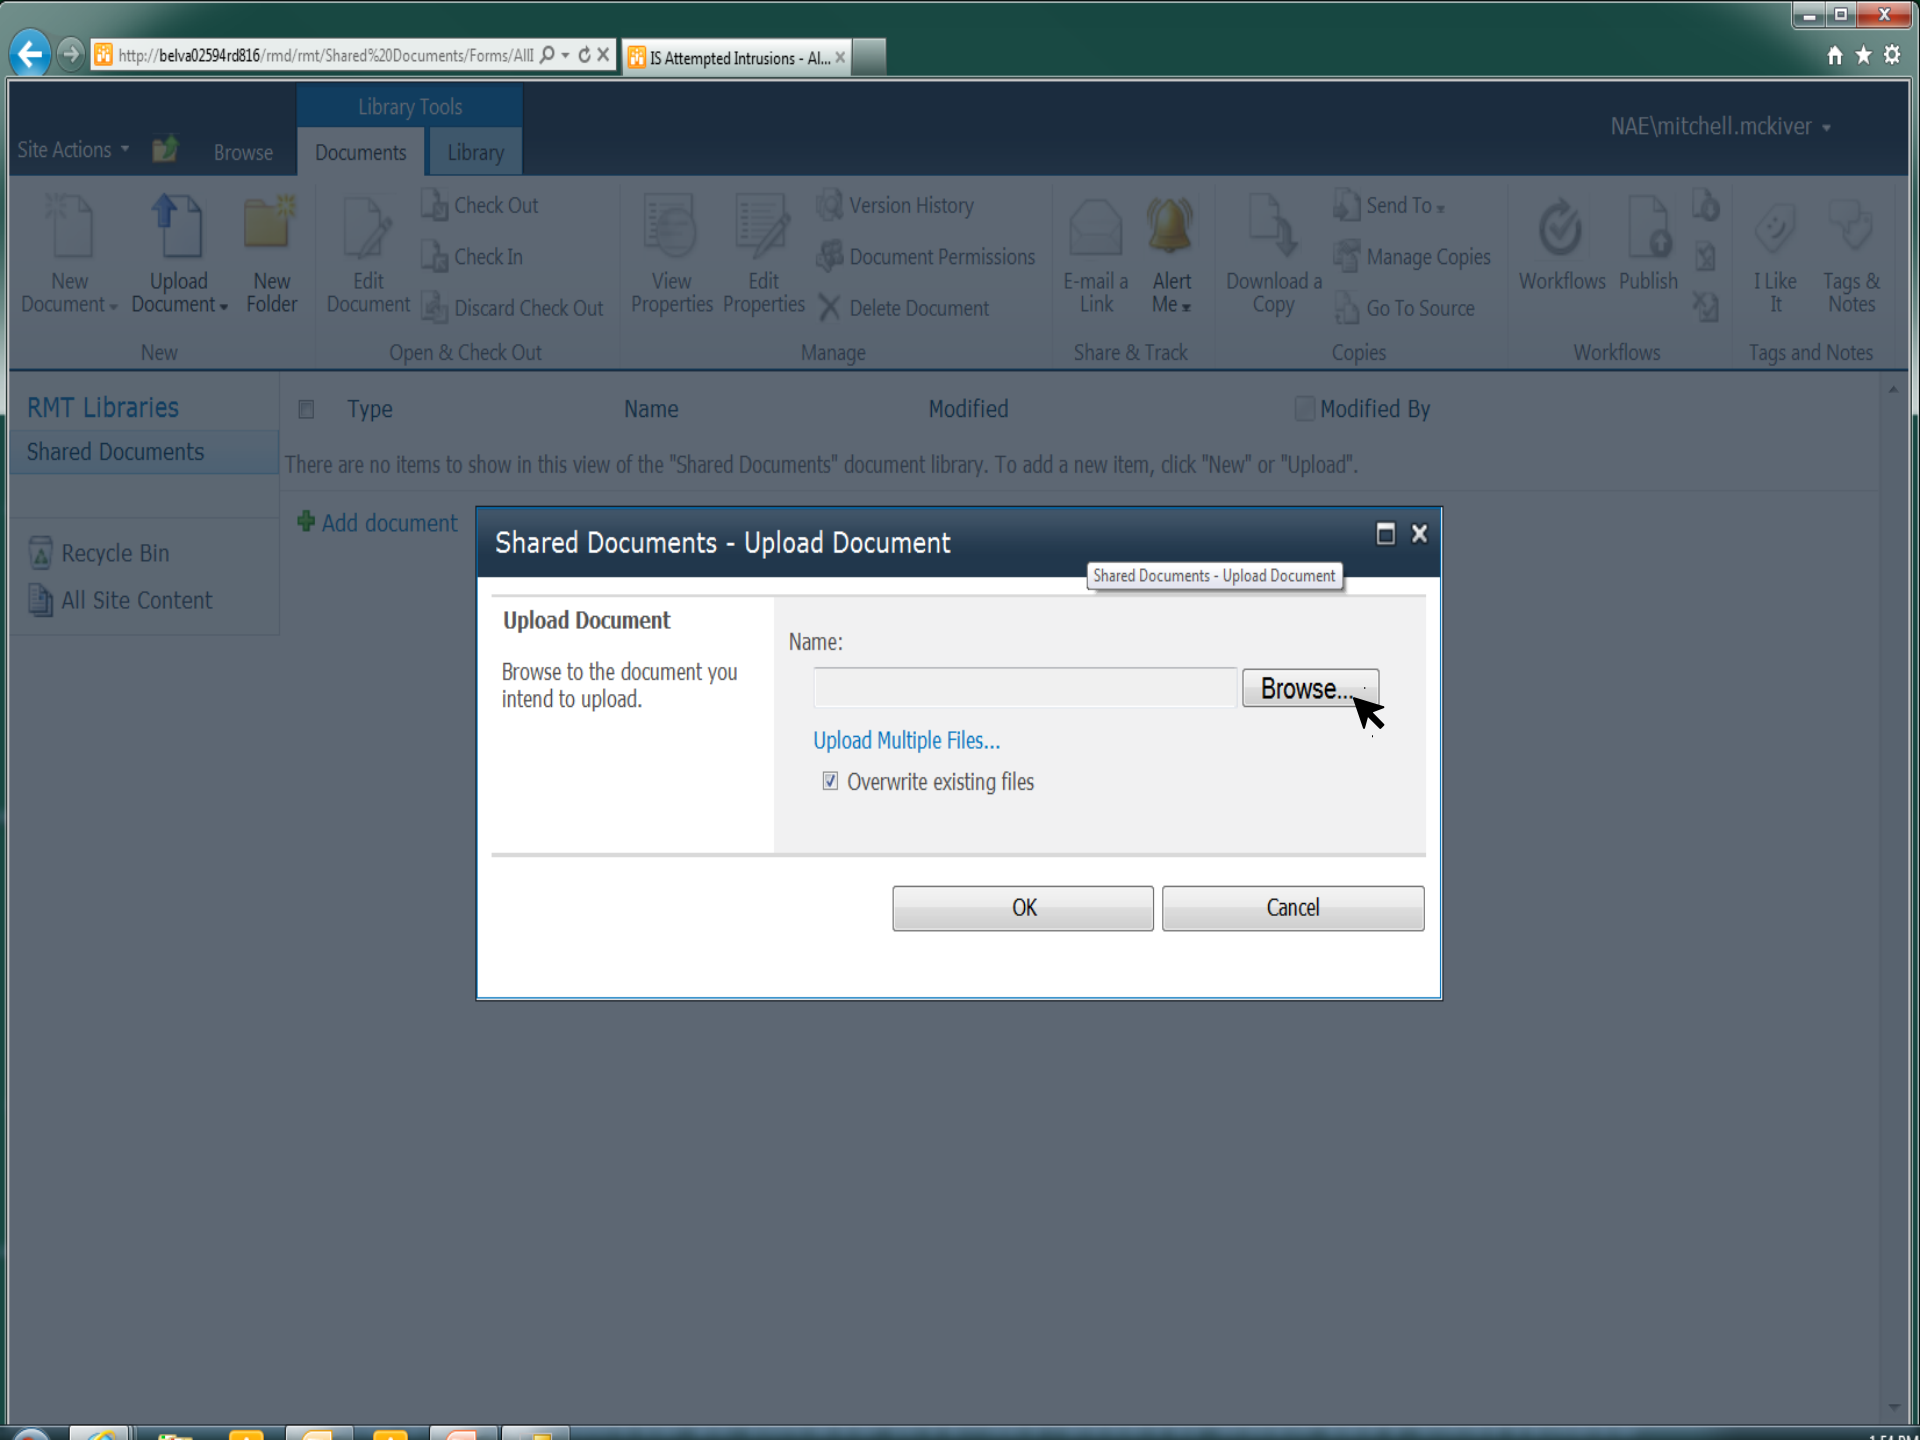 http://belva02594rd816/rmd/rmt/Shared%20Documents/Forms/AllI
IS Attempted Intrusions - Al...
Library Tools
NAE\mitchell.mckiver
Site Actions
Browse
Documents
Library
New Document
Upload Document
New Folder
Edit Document
Check Out
Check In
Discard Check Out
View Properties
Edit Properties
Version History
Document Permissions
Delete Document
E-mail a Link
Alert Me
Download a Copy
Send To
Manage Copies
Go To Source
Workflows
Publish
I Like It
Tags & Notes
New
Open & Check Out
Manage
Share & Track
Copies
Workflows
Tags and Notes
RMT Libraries
Shared Documents
Recycle Bin
All Site Content
Type
Name
Modified
Modified By
There are no items to show in this view of the "Shared Documents" document library. To add a new item, click "New" or "Upload".
Add document
Shared Documents - Upload Document
Shared Documents - Upload Document
Upload Document
Browse to the document you
intend to upload.
Name:
Browse...
Upload Multiple Files...
Overwrite existing files
OK
Cancel